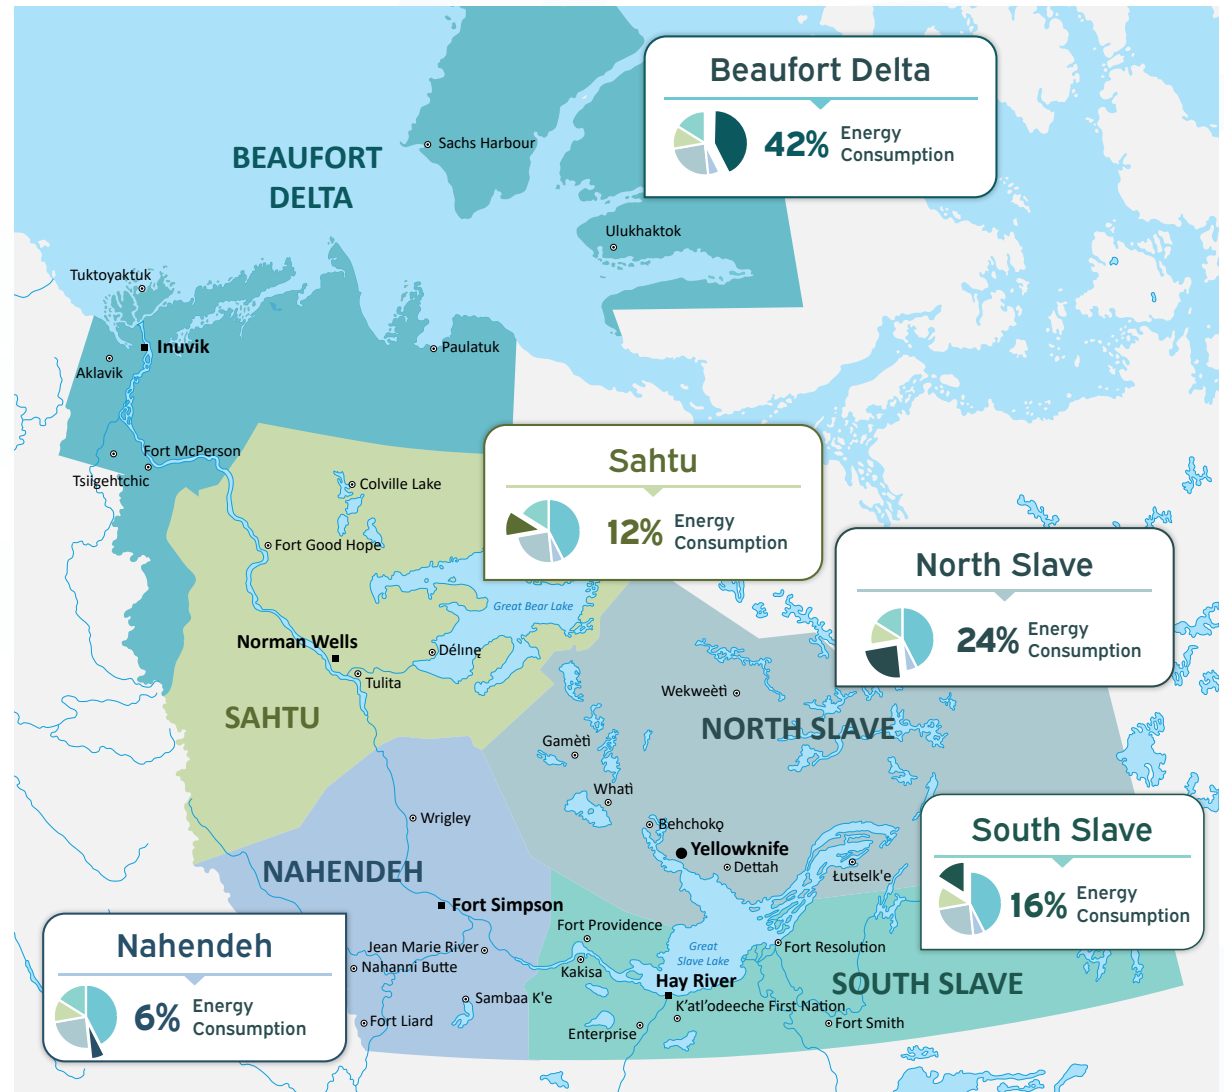 Beaufort Delta
42%
Energy
Consumption
BEAUFORT
DELTA
Sachs Harbour
Ulukhaktok
Tuktoyaktuk
Inuvik
Aklavik
Paulatuk
Fort McPerson
Tsiigehtchic
Sahtu
12%
Energy
Consumption
Colville Lake
Fort Good Hope
Great Bear Lake
Norman Wells
Délı̨nę
Tulita
SAHTU
North Slave
24%
Energy
Consumption
Wekweètì
NORTH SLAVE
Gamètì
Whatì
Behchokǫ
Yellowknife
Dettah
Łutselk'e
Wrigley
NAHENDEH
Fort Simpson
South Slave
16%
Energy
Consumption
Fort Providence
Great
Slave Lake
Fort Resolution
Kakisa
Hay River
SOUTH SLAVE
K'atl'odeeche First Nation
Enterprise
Fort Smith
Nahendeh
6%
Energy
Consumption
Jean Marie River
Nahanni Butte
Sambaa K'e
Fort Liard